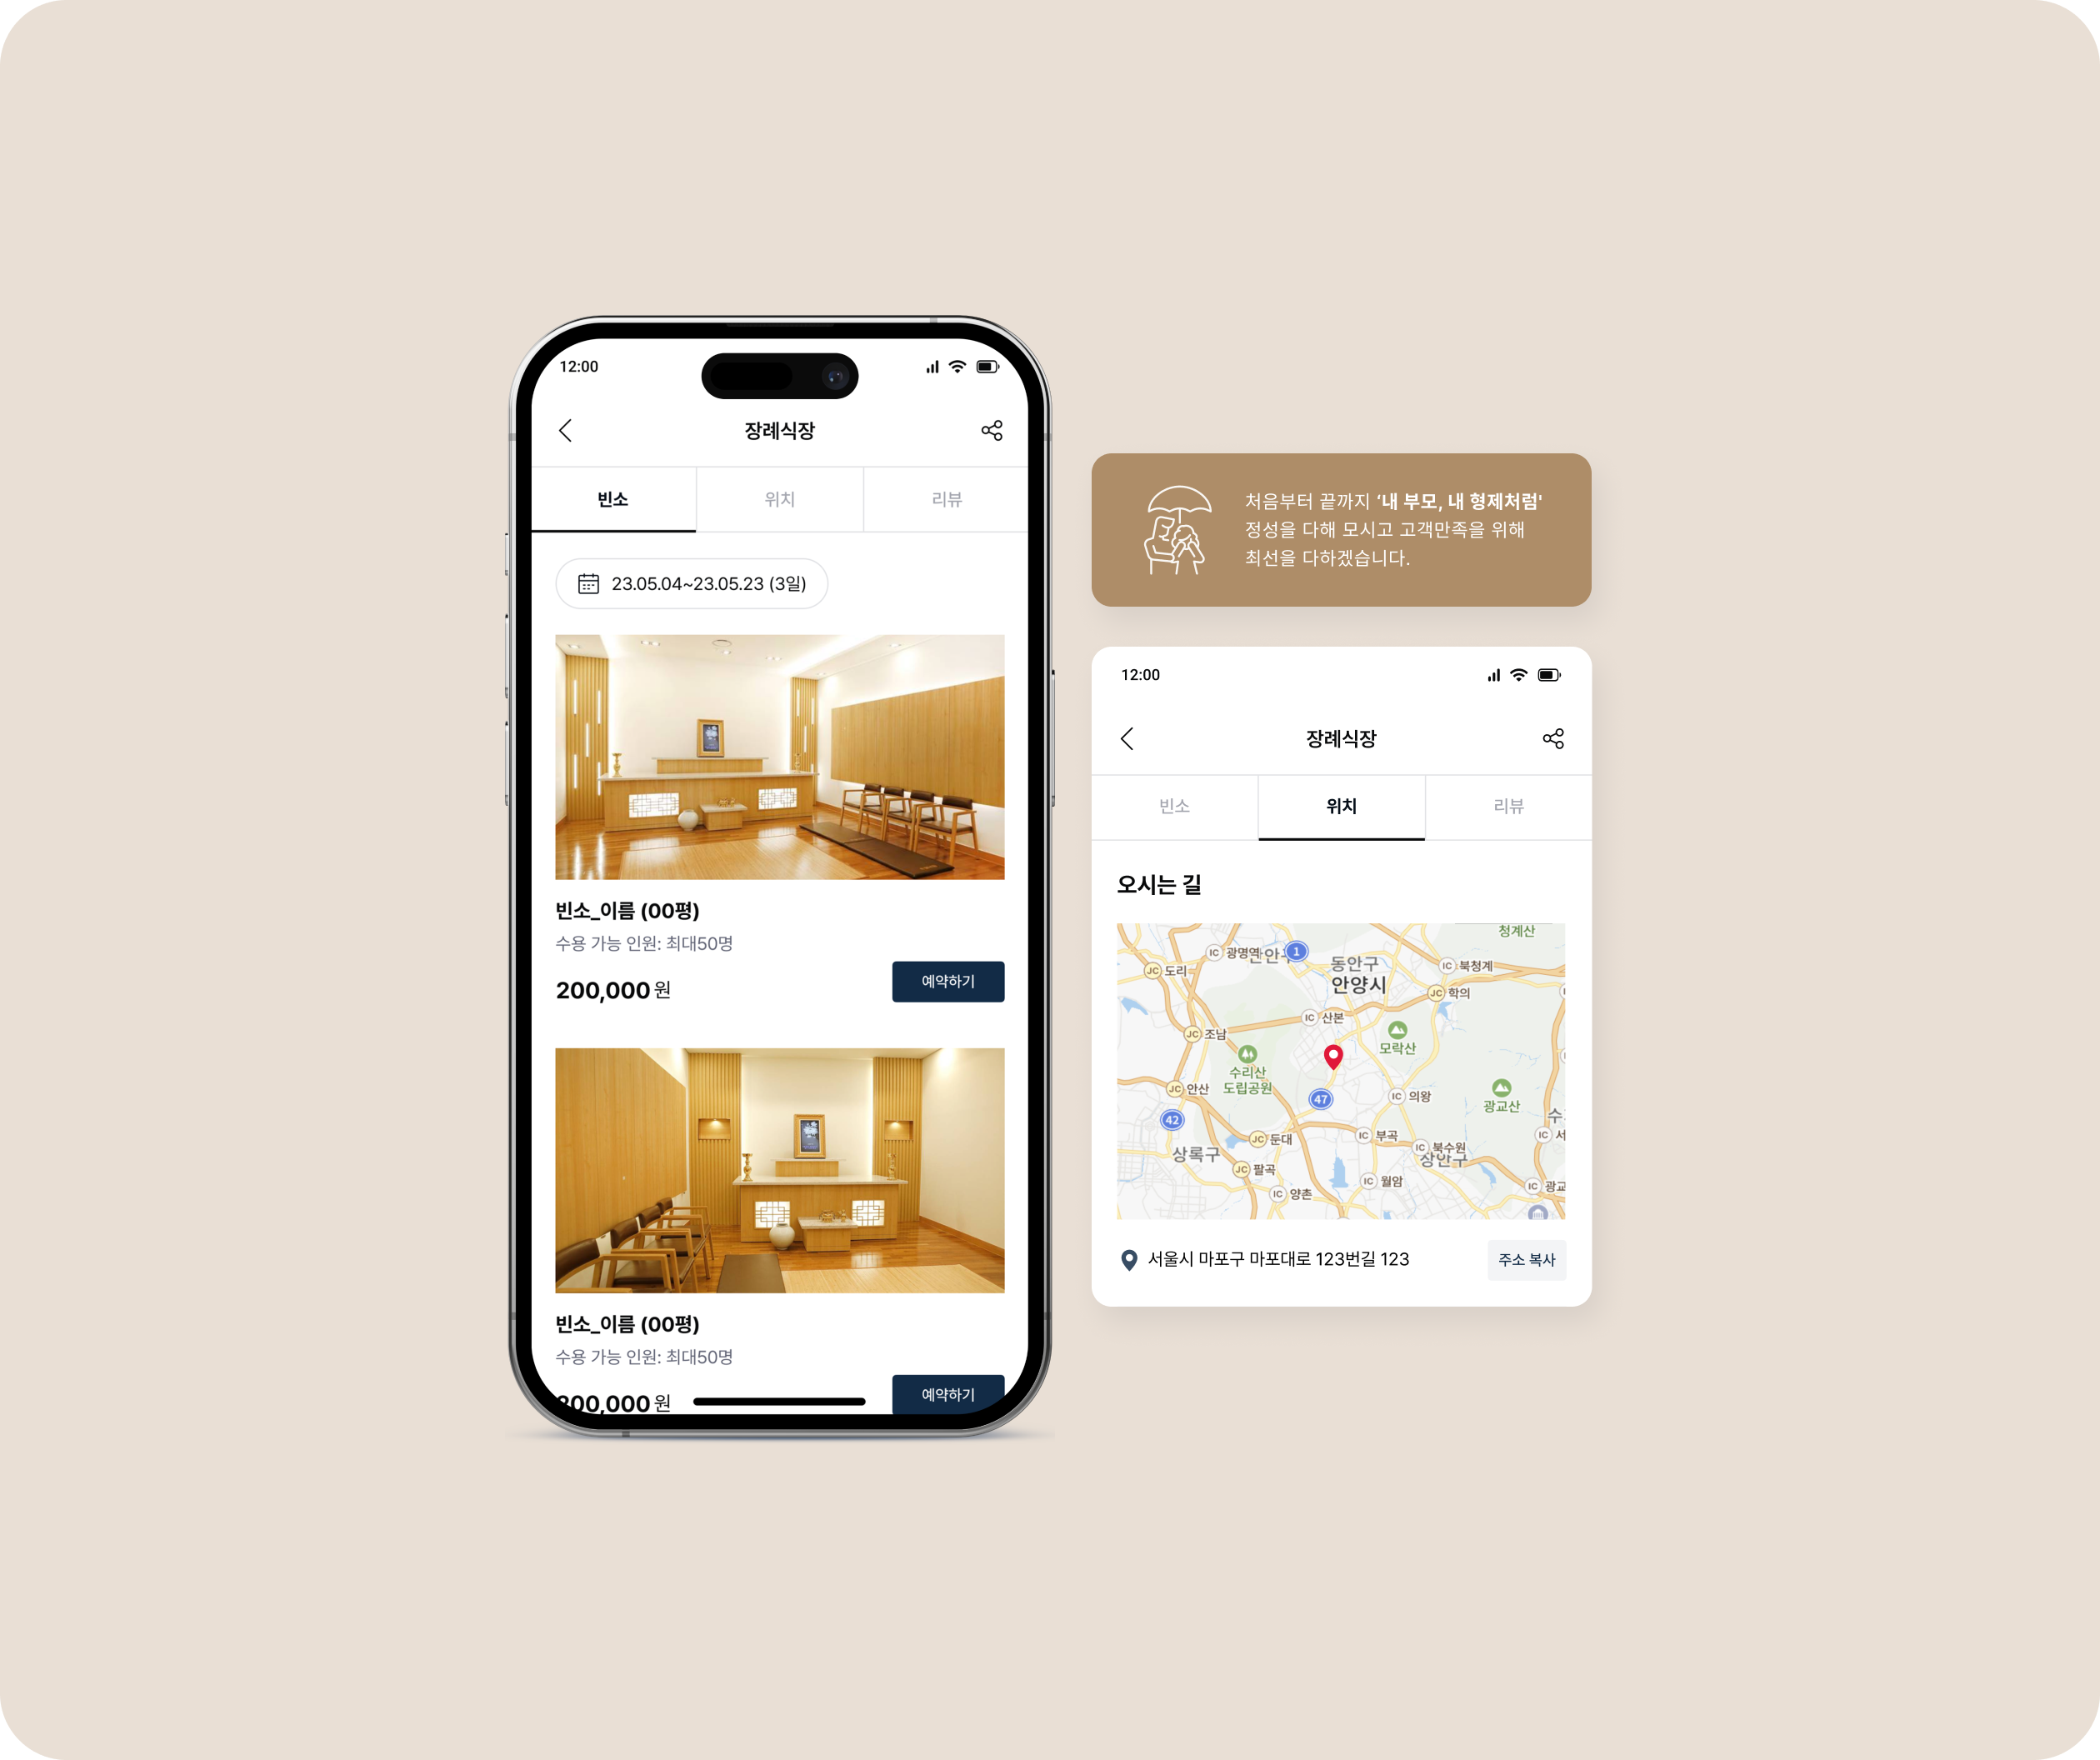 12:00
장례식장
빈소
위치
리뷰
23.05.04~23.05.23 (3일)
빈소_이름 (00평)
수용 가능 인원: 최대50명
200,000 원
예약하기
빈소_이름 (00평)
수용 가능 인원: 최대50명
00,000 원
예약하기
처음부터 끝까지 ‘내 부모, 내 형제처럼'
정성을 다해 모시고 고객만족을 위해
최선을 다하겠습니다.
12:00
장례식장
빈소
위치
리뷰
오시는 길
청계산
IC 광명역
1
동안구
IC 북청계
JC 도리
안양시
JC 학의
IC 산본
JC 조남
모락산
수리산
도립공원
JC 안산
47
IC 의왕
광교산
42
JC 둔대
IC 부곡
IC 북수원
IC
상록구
장안구
JC 팔곡
IC 월암
IC
IC 양촌
서울시 마포구 마포대로 123번길 123
주소 복사